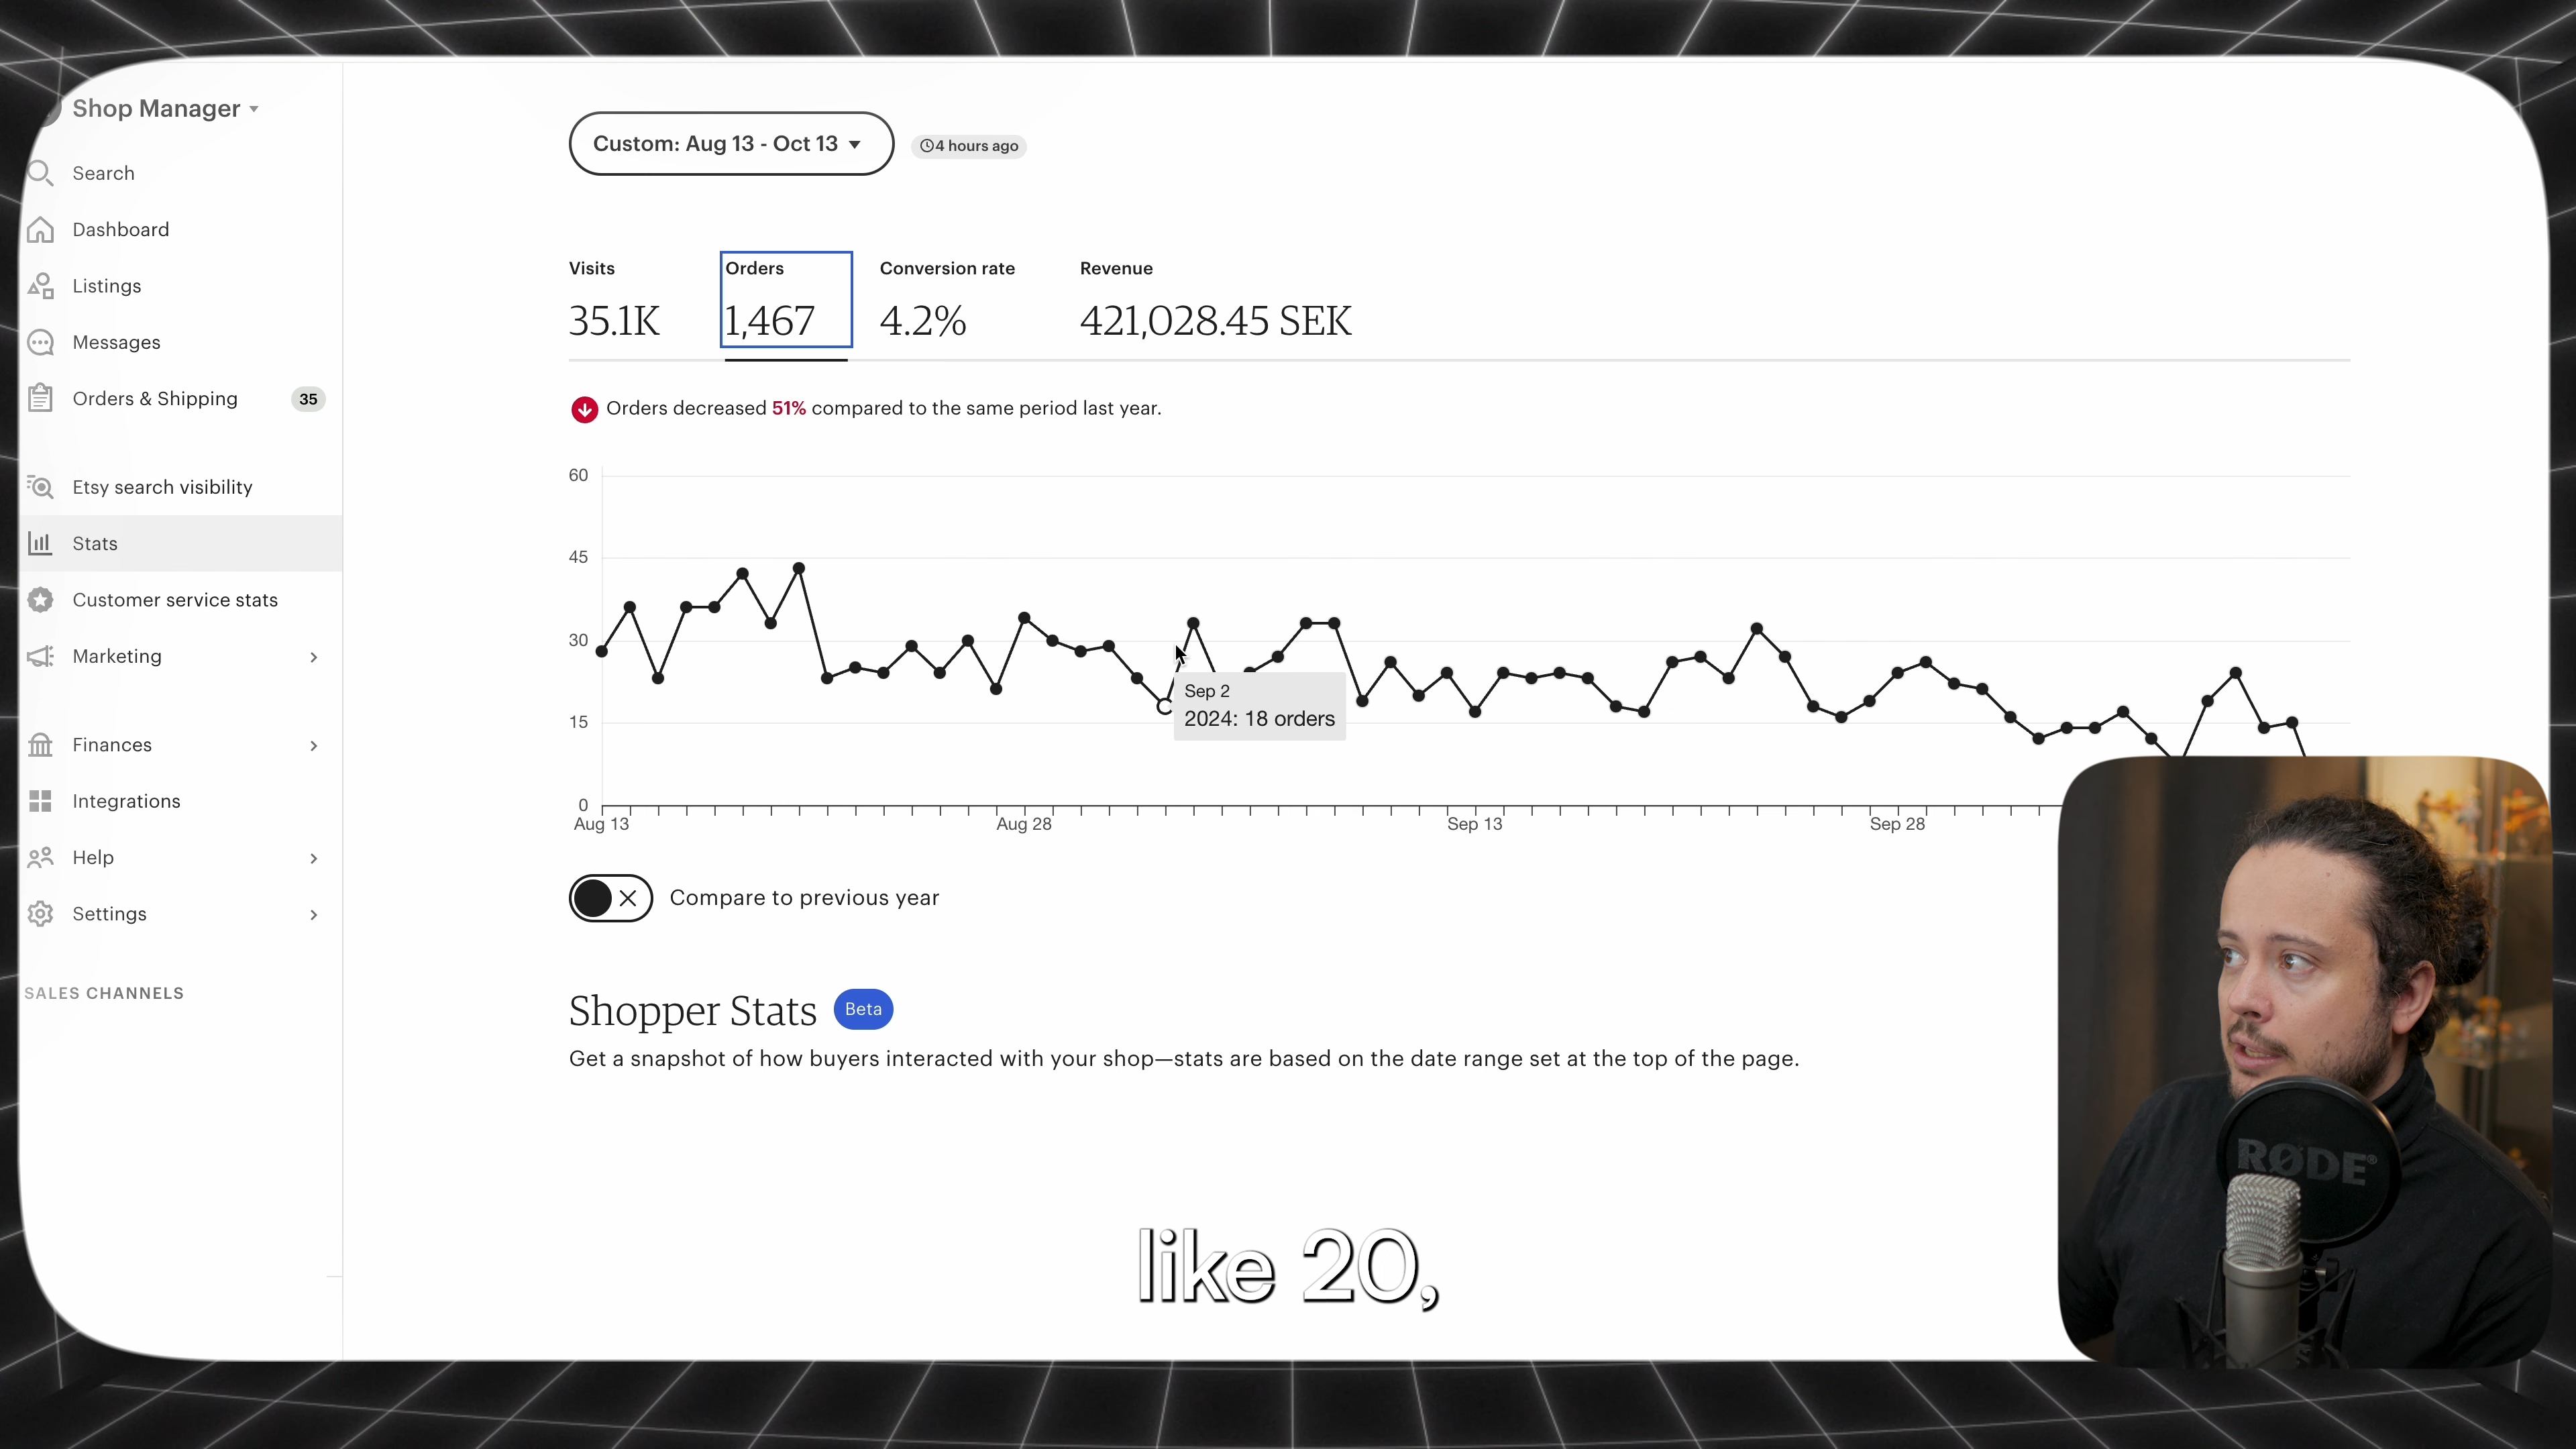 Shop Manager
Search
Dashboard
Listings
Messages
Orders & Shipping 35
Etsy search visibility
Stats
Customer service stats
Marketing
Finances
Integrations
Help
Settings
SALES CHANNELS
Custom: Aug 13 - Oct 13
4 hours ago
Visits Orders Conversion rate Revenue
35.1K 1,467 4.2% 421,028.45 SEK
Orders decreased 51% compared to the same period last year.
60
45
30
15
0
Sep 2
2024: 18 orders
Aug 13 Aug 28 Sep 13 Sep 28
Compare to previous year
Shopper Stats Beta
Get a snapshot of how buyers interacted with your shop—stats are based on the date range set at the top of the page.
RØDE®
like 20,